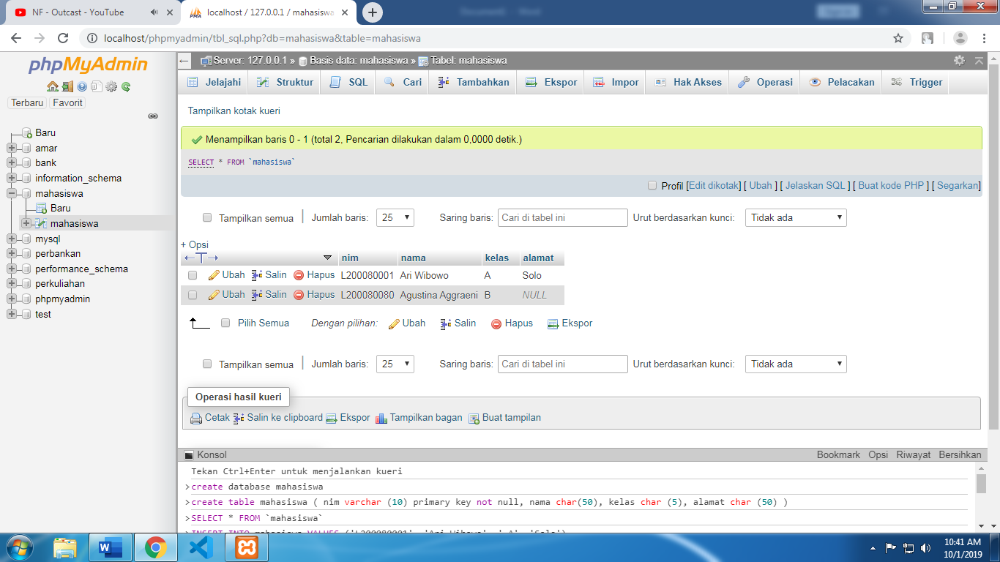 NF - Outcast - YouTube
localhost / 127.0.0.1 / mahasiswa
localhost/phpmyadmin/tbl_sql.php?db=mahasiswa&table=mahasiswa
phpMyAdmin
Terbaru Favorit
Baru
amar
bank
information_schema
mahasiswa
Baru
mahasiswa
mysql
perbankan
performance_schema
perkuliahan
phpmyadmin
test
Server: 127.0.0.1 » Basis data: mahasiswa » Tabel: mahasiswa
Jelajahi Struktur SQL Cari Tambahkan Ekspor Impor Hak Akses Operasi Pelacakan Trigger
Tampilkan kotak kueri
Menampilkan baris 0 - 1 (total 2, Pencarian dilakukan dalam 0,0000 detik.)
SELECT * FROM `mahasiswa`
Profil [Edit dikotak] [ Ubah ] [ Jelaskan SQL ] [ Buat kode PHP ] [ Segarkan]
Tampilkan semua | Jumlah baris: 25 Saring baris: Cari di tabel ini Urut berdasarkan kunci: Tidak ada
+ Opsi
←T→ nim nama kelas alamat
Ubah Salin Hapus L200080001 Ari Wibowo A Solo
Ubah Salin Hapus L200080080 Agustina Aggraeni B NULL
Pilih Semua Dengan pilihan: Ubah Salin Hapus Ekspor
Tampilkan semua | Jumlah baris: 25 Saring baris: Cari di tabel ini Urut berdasarkan kunci: Tidak ada
Operasi hasil kueri
Cetak Salin ke clipboard Ekspor Tampilkan bagan Buat tampilan
Konsol Bookmark Opsi Riwayat Bersihkan
Tekan Ctrl+Enter untuk menjalankan kueri
>create database mahasiswa
>create table mahasiswa ( nim varchar (10) primary key not null, nama char(50), kelas char (5), alamat char (50) )
>SELECT * FROM `mahasiswa`
>INSERT INTO mahasiswa VALUES ('L200080001', 'Ari Wibowo', 'A', 'Solo')
10:41 AM
10/1/2019